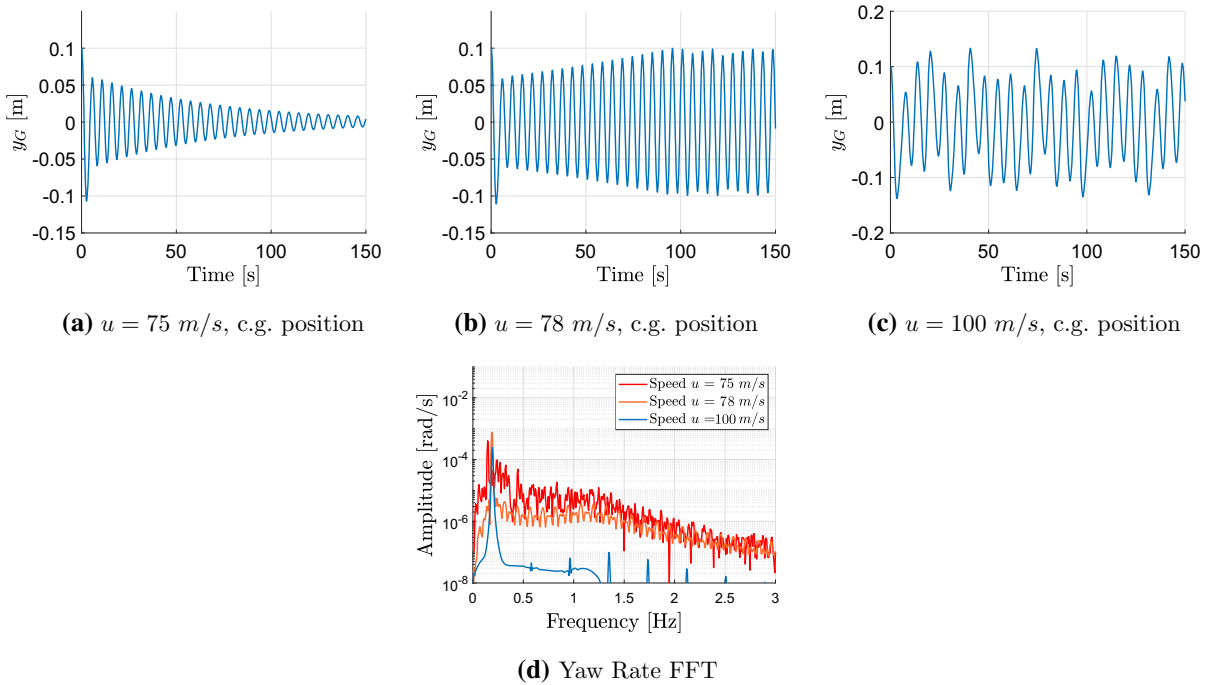 0.1
0.05
0
-0.05
-0.1
-0.15
y_G [m]
0 50 100 150
Time [s]
(a) u = 75 m/s, c.g. position
0.1
0.05
0
-0.05
-0.1
-0.15
y_G [m]
0 50 100 150
Time [s]
(b) u = 78 m/s, c.g. position
0.2
0.1
0
-0.1
-0.2
y_G [m]
0 50 100 150
Time [s]
(c) u = 100 m/s, c.g. position
10^-2
10^-4
10^-6
10^-8
Amplitude [rad/s]
Speed u = 75 m/s
Speed u = 78 m/s
Speed u =100 m/s
0 0.5 1 1.5 2 2.5 3
Frequency [Hz]
(d) Yaw Rate FFT